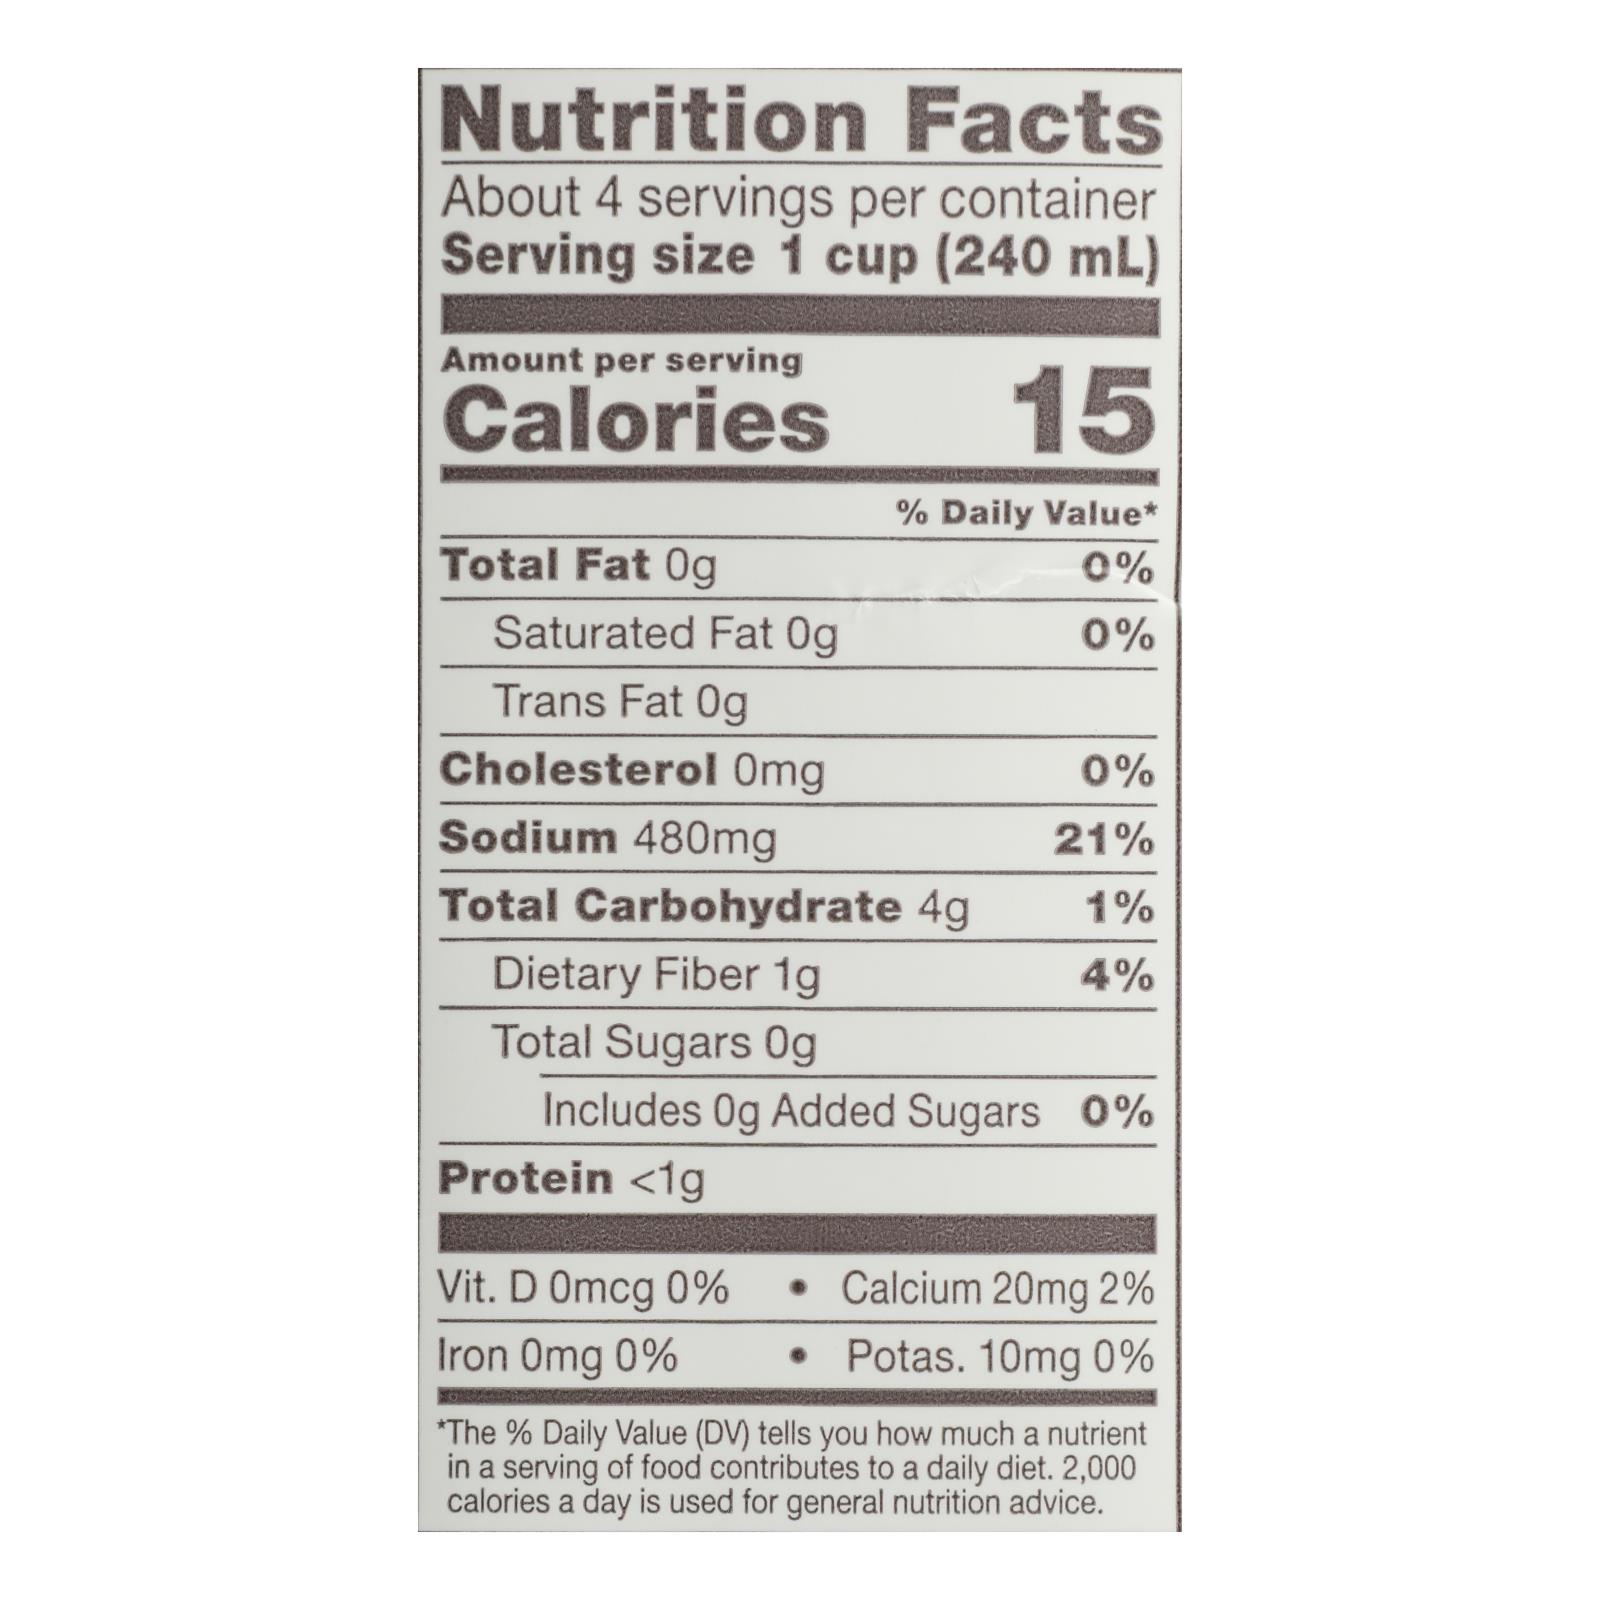 Nutrition Facts
About 4 servings per container
Serving size 1 cup (240 mL)
Amount per serving
Calories 15
% Daily Value*
Total Fat 0g 0%
Saturated Fat 0g 0%
Trans Fat 0g
Cholesterol 0mg 0%
Sodium 480mg 21%
Total Carbohydrate 4g 1%
Dietary Fiber 1g 4%
Total Sugars 0g
Includes 0g Added Sugars 0%
Protein <1g
Vit. D 0mcg 0% • Calcium 20mg 2%
Iron 0mg 0% • Potas. 10mg 0%
*The % Daily Value (DV) tells you how much a nutrient
in a serving of food contributes to a daily diet. 2,000
calories a day is used for general nutrition advice.